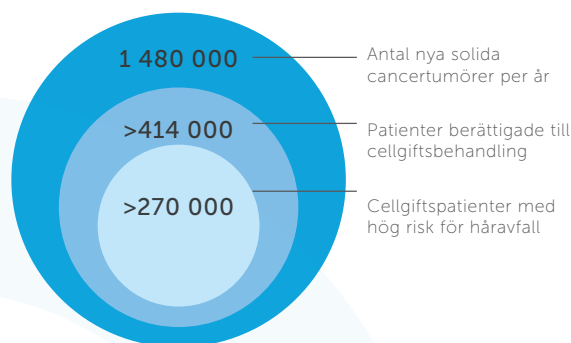 1 480 000
Antal nya solida
cancertumörer per år
>414 000
Patienter berättigade till
cellgiftsbehandling
>270 000
Cellgiftspatienter med
hög risk för håravfall